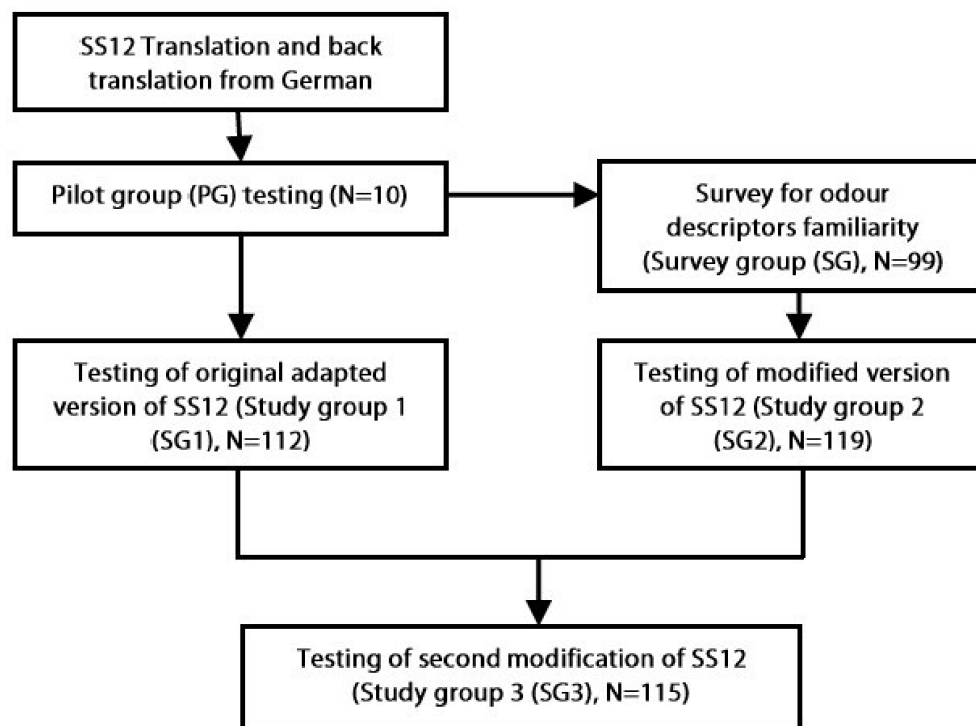 SS12 Translation and back
translation from German
Pilot group (PG) testing (N=10)
Survey for odour
descriptors familiarity
(Survey group (SG), N=99)
Testing of original adapted
version of SS12 (Study group 1
(SG1), N=112)
Testing of modified version
of SS12 (Study group 2
(SG2), N=119)
Testing of second modification of SS12
(Study group 3 (SG3), N=115)